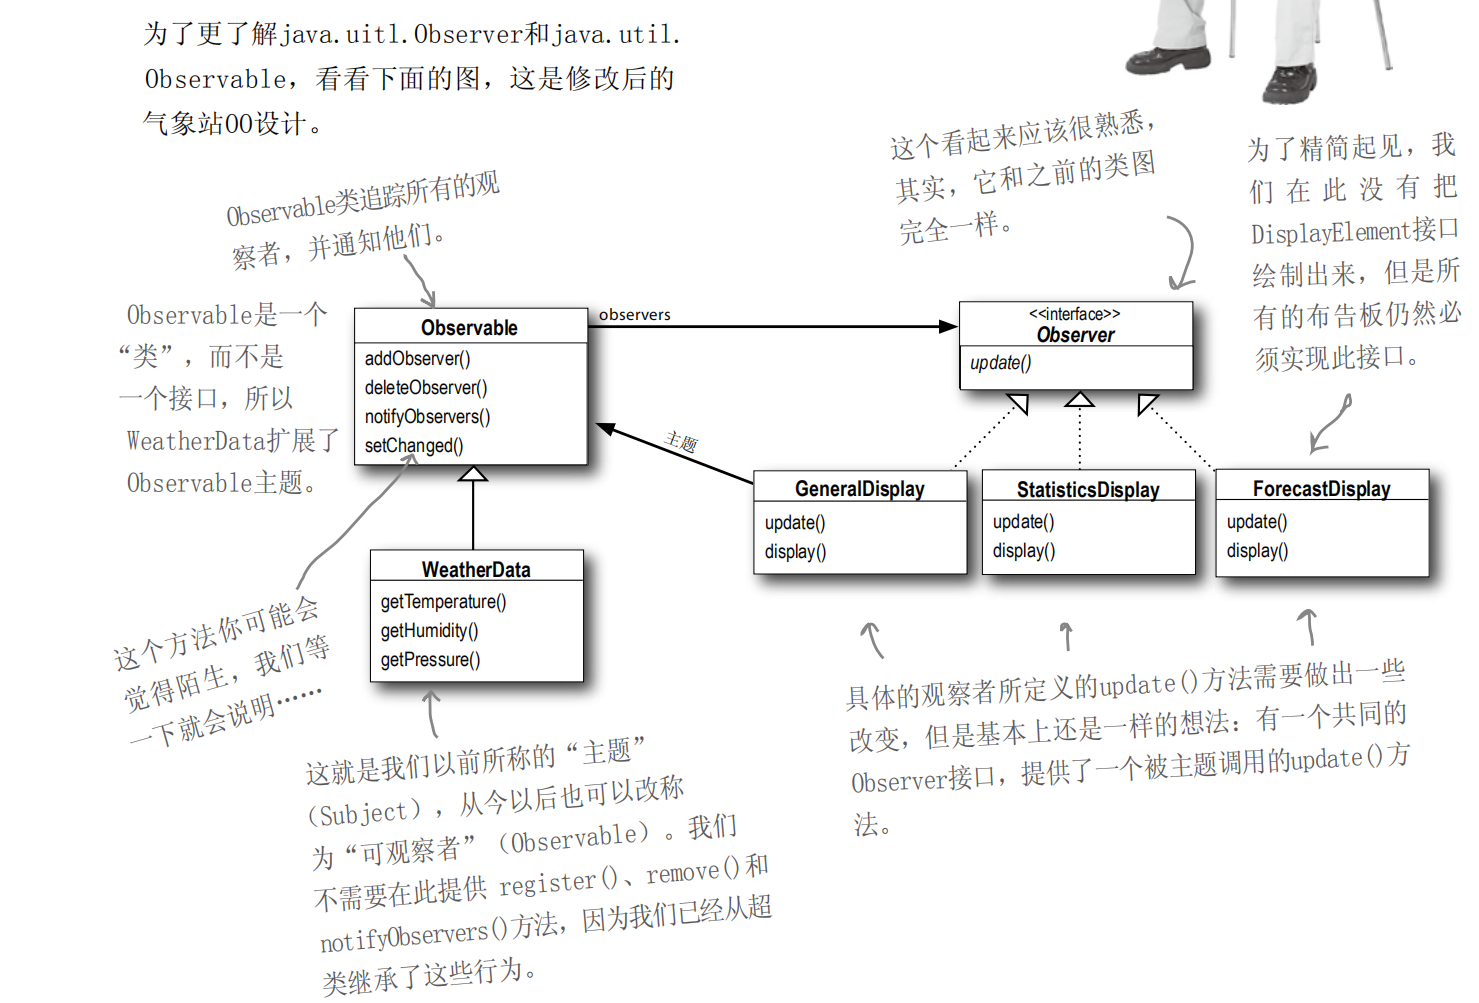 为了更了解java.uitl.Observer和java.util.
Observable，看看下面的图，这是修改后的
气象站OO设计。
这个看起来应该很熟悉，
其实，它和之前的类图
完全一样。
为了精简起见，我
们在此没有把
DisplayElement接口
绘制出来，但是所
有的布告板仍然必
须实现此接口。
Observable类追踪所有的观
察者，并通知他们。
Observable是一个
“类”，而不是
一个接口，所以
WeatherData扩展了
Observable主题。
Observable
addObserver()
deleteObserver()
notifyObservers()
setChanged()
observers
<<interface>>
Observer
update()
主题
GeneralDisplay
update()
display()
StatisticsDisplay
update()
display()
ForecastDisplay
update()
display()
WeatherData
getTemperature()
getHumidity()
getPressure()
这个方法你可能会
觉得陌生，我们等
一下就会说明……
具体的观察者所定义的update()方法需要做出一些
改变，但是基本上还是一样的想法：有一个共同的
Observer接口，提供了一个被主题调用的update()方
法。
这就是我们以前所称的“主题”
（Subject），从今以后也可以改称
为“可观察者”（Observable）。我们
不需要在此提供 register()、remove()和
notifyObservers()方法，因为我们已经从超
类继承了这些行为。